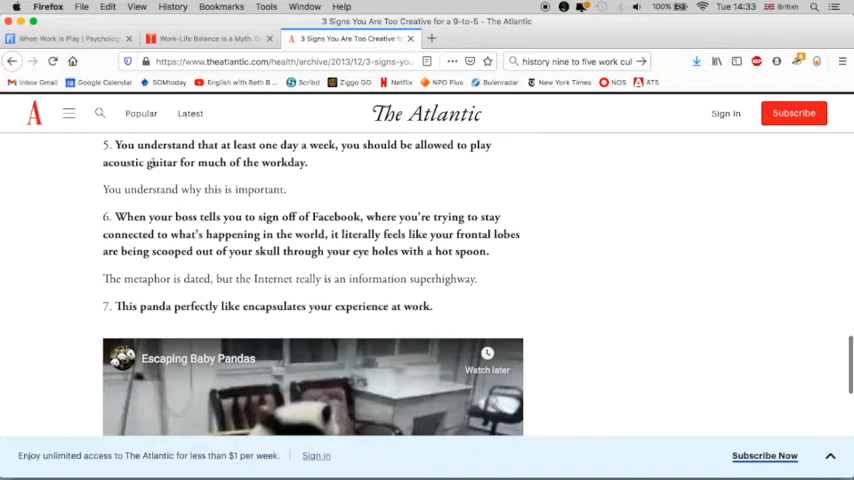 Firefox File Edit View History Bookmarks Tools Window Help
100% Tue 14:33 British
3 Signs You Are Too Creative for a 9-to-5 - The Atlantic
When Work Is Play | Psycholog
Work-Life Balance Is a Myth. D
3 Signs You Are Too Creative fo
https://www.theatlantic.com/health/archive/2013/12/3-signs-you
history nine to five work cul
Inbox Gmail Google Calendar SOMtoday English with Beth B... Scribd Ziggo GO Netflix NPO Plus Buienradar New York Times NOS AT5
Popular Latest The Atlantic Sign In Subscribe
5. You understand that at least one day a week, you should be allowed to play
acoustic guitar for much of the workday.
You understand why this is important.
6. When your boss tells you to sign off of Facebook, where you're trying to stay
connected to what's happening in the world, it literally feels like your frontal lobes
are being scooped out of your skull through your eye holes with a hot spoon.
The metaphor is dated, but the Internet really is an information superhighway.
7. This panda perfectly like encapsulates your experience at work.
Escaping Baby Pandas
Watch later
Enjoy unlimited access to The Atlantic for less than $1 per week. Sign in Subscribe Now